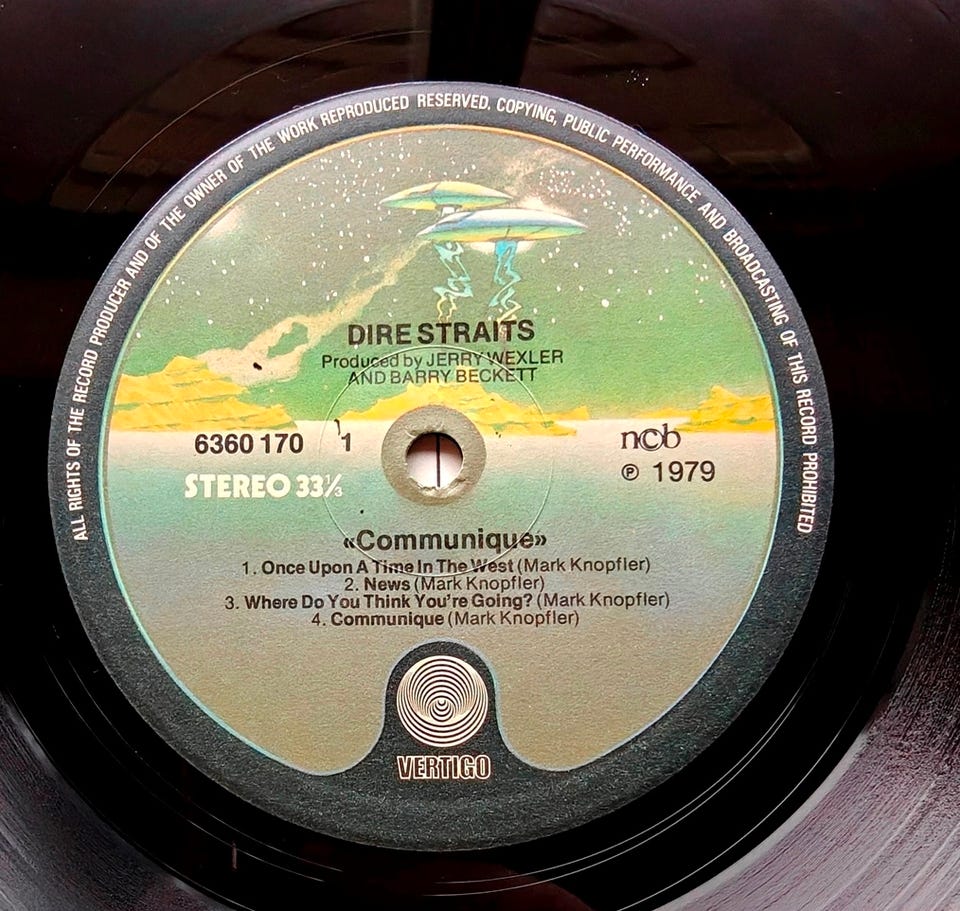 ALL RIGHTS OF THE RECORD PRODUCER AND OF THE OWNER OF THE WORK REPRODUCED RESERVED. COPYING, PUBLIC PERFORMANCE AND BROADCASTING OF THIS RECORD PROHIBITED
DIRE STRAITS
Produced by JERRY WEXLER
AND BARRY BECKETT
6360 170 1
STEREO 33⅓
ncb
℗ 1979
«Communique»
1. Once Upon A Time In The West (Mark Knopfler)
2. News (Mark Knopfler)
3. Where Do You Think You're Going? (Mark Knopfler)
4. Communique (Mark Knopfler)
VERTIGO